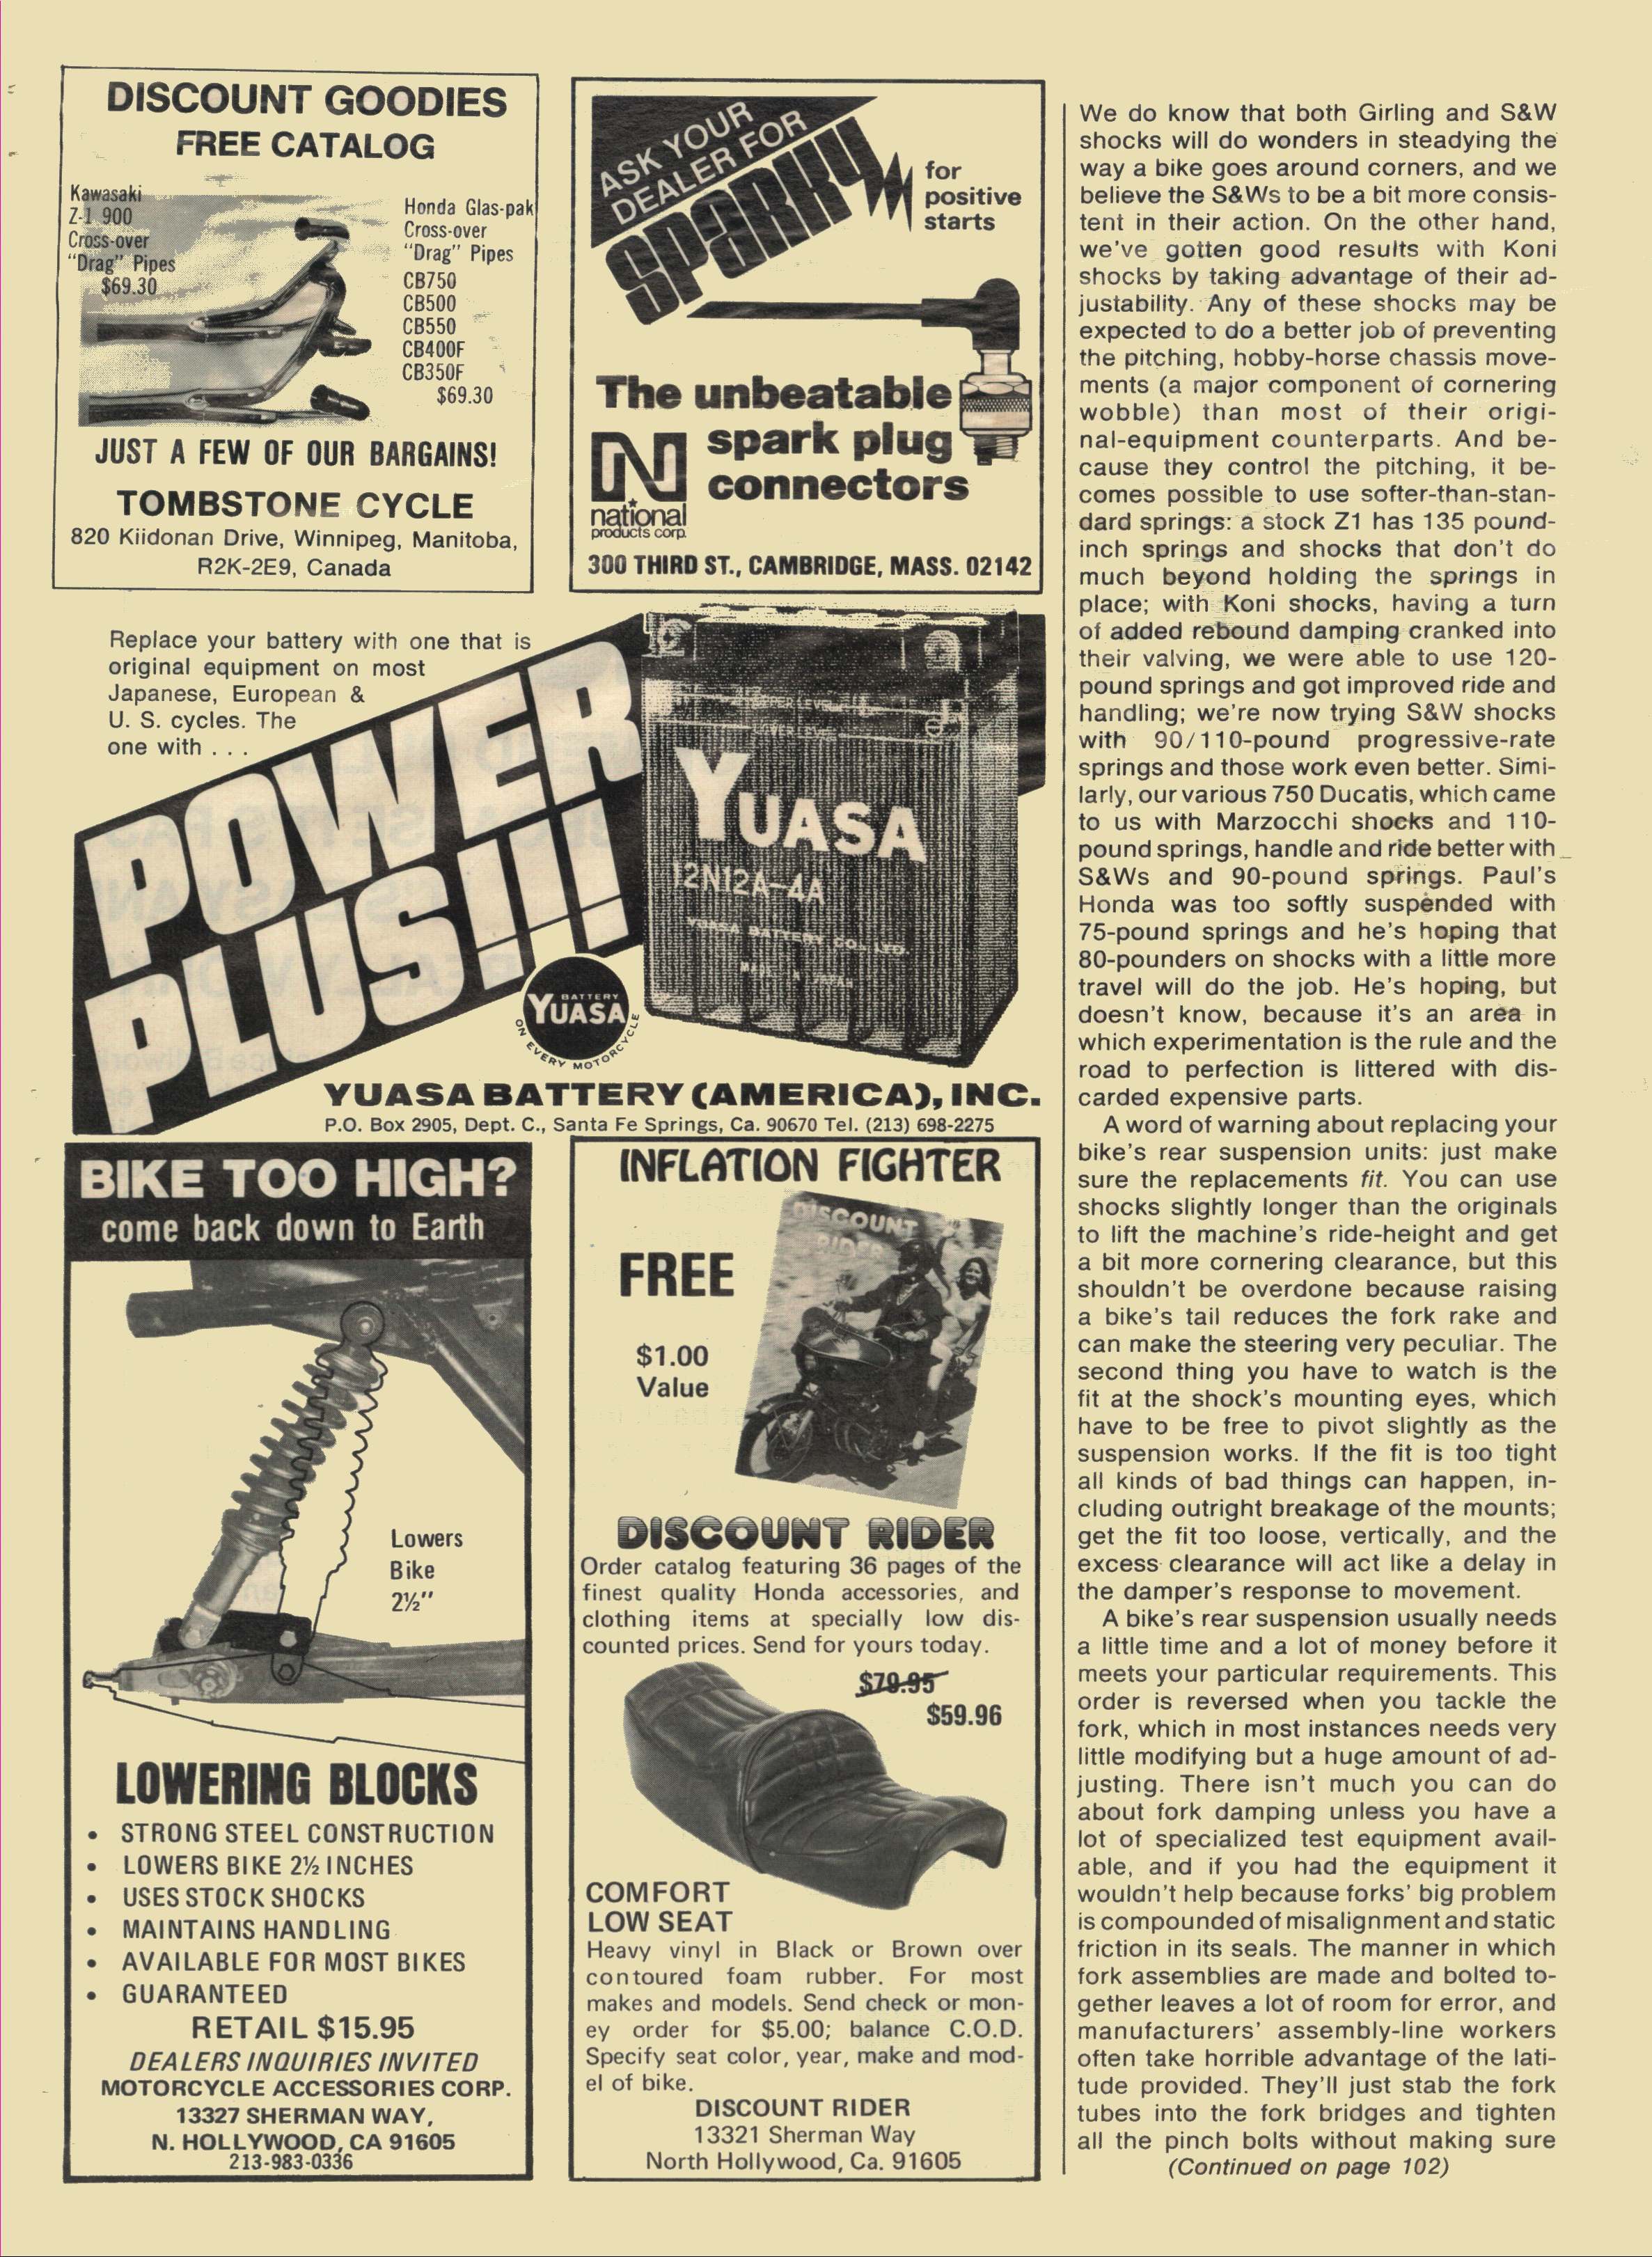 DISCOUNT GOODIES
FREE CATALOG
Kawasaki
Z-1 900
Cross-over
"Drag" Pipes
$69.30
Honda Glas-pak
Cross-over
"Drag" Pipes
CB750
CB500
CB550
CB400F
CB350F
$69.30
JUST A FEW OF OUR BARGAINS!
TOMBSTONE CYCLE
820 Kiidonan Drive, Winnipeg, Manitoba,
R2K-2E9, Canada
ASK YOUR
DEALER FOR
SPARKY
for
positive
starts
The unbeatable
spark plug
connectors
N
national
products corp.
300 THIRD ST., CAMBRIDGE, MASS. 02142
Replace your battery with one that is
original equipment on most
Japanese, European &
U. S. cycles. The
one with . . .
POWER
PLUS!!!
YUASA
12N12A-4A
YUASA BATTERY CO., LTD.
BATTERY
YUASA
ON EVERY MOTORCYCLE
YUASA BATTERY (AMERICA), INC.
P.O. Box 2905, Dept. C., Santa Fe Springs, Ca. 90670 Tel. (213) 698-2275
BIKE TOO HIGH?
come back down to Earth
Lowers
Bike
2½"
LOWERING BLOCKS
• STRONG STEEL CONSTRUCTION
• LOWERS BIKE 2½ INCHES
• USES STOCK SHOCKS
• MAINTAINS HANDLING
• AVAILABLE FOR MOST BIKES
• GUARANTEED
RETAIL $15.95
DEALERS INQUIRIES INVITED
MOTORCYCLE ACCESSORIES CORP.
13327 SHERMAN WAY,
N. HOLLYWOOD, CA 91605
213-983-0336
INFLATION FIGHTER
FREE
$1.00
Value
DISCOUNT
RIDER
DISCOUNT RIDER
Order catalog featuring 36 pages of the
finest quality Honda accessories, and
clothing items at specially low dis-
counted prices. Send for yours today.
$79.95
$59.96
COMFORT
LOW SEAT
Heavy vinyl in Black or Brown over
contoured foam rubber. For most
makes and models. Send check or mon-
ey order for $5.00; balance C.O.D.
Specify seat color, year, make and mod-
el of bike.
DISCOUNT RIDER
13321 Sherman Way
North Hollywood, Ca. 91605
We do know that both Girling and S&W
shocks will do wonders in steadying the
way a bike goes around corners, and we
believe the S&Ws to be a bit more consis-
tent in their action. On the other hand,
we've gotten good results with Koni
shocks by taking advantage of their ad-
justability. Any of these shocks may be
expected to do a better job of preventing
the pitching, hobby-horse chassis move-
ments (a major component of cornering
wobble) than most of their origi-
nal-equipment counterparts. And be-
cause they control the pitching, it be-
comes possible to use softer-than-stan-
dard springs: a stock Z1 has 135 pound-
inch springs and shocks that don't do
much beyond holding the springs in
place; with Koni shocks, having a turn
of added rebound damping cranked into
their valving, we were able to use 120-
pound springs and got improved ride and
handling; we're now trying S&W shocks
with 90/110-pound progressive-rate
springs and those work even better. Simi-
larly, our various 750 Ducatis, which came
to us with Marzocchi shocks and 110-
pound springs, handle and ride better with
S&Ws and 90-pound springs. Paul's
Honda was too softly suspended with
75-pound springs and he's hoping that
80-pounders on shocks with a little more
travel will do the job. He's hoping, but
doesn't know, because it's an area in
which experimentation is the rule and the
road to perfection is littered with dis-
carded expensive parts.
A word of warning about replacing your
bike's rear suspension units: just make
sure the replacements fit. You can use
shocks slightly longer than the originals
to lift the machine's ride-height and get
a bit more cornering clearance, but this
shouldn't be overdone because raising
a bike's tail reduces the fork rake and
can make the steering very peculiar. The
second thing you have to watch is the
fit at the shock's mounting eyes, which
have to be free to pivot slightly as the
suspension works. If the fit is too tight
all kinds of bad things can happen, in-
cluding outright breakage of the mounts;
get the fit too loose, vertically, and the
excess clearance will act like a delay in
the damper's response to movement.
A bike's rear suspension usually needs
a little time and a lot of money before it
meets your particular requirements. This
order is reversed when you tackle the
fork, which in most instances needs very
little modifying but a huge amount of ad-
justing. There isn't much you can do
about fork damping unless you have a
lot of specialized test equipment avail-
able, and if you had the equipment it
wouldn't help because forks' big problem
is compounded of misalignment and static
friction in its seals. The manner in which
fork assemblies are made and bolted to-
gether leaves a lot of room for error, and
manufacturers' assembly-line workers
often take horrible advantage of the lati-
tude provided. They'll just stab the fork
tubes into the fork bridges and tighten
all the pinch bolts without making sure
(Continued on page 102)